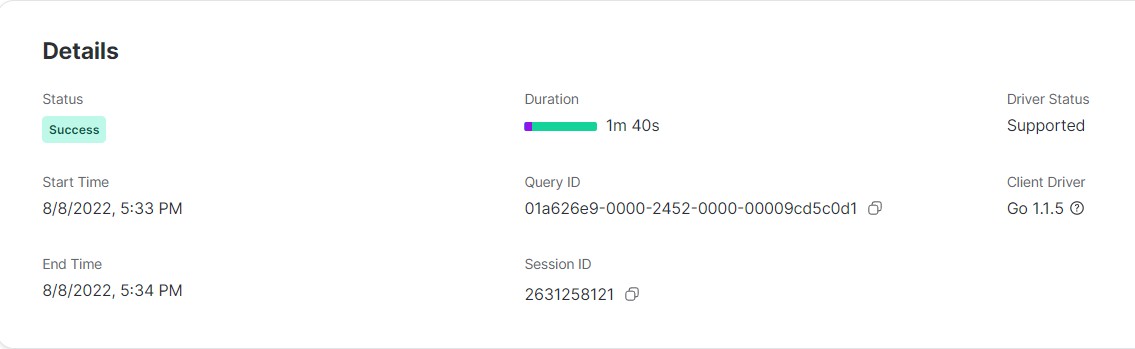 Details
Status
Duration
Driver Status
Success
1m 40s
Supported
Start Time
Query ID
Client Driver
8/8/2022, 5:33 PM
01a626e9-0000-2452-0000-00009cd5c0d1
Go 1.1.5
End Time
Session ID
8/8/2022, 5:34 PM
2631258121